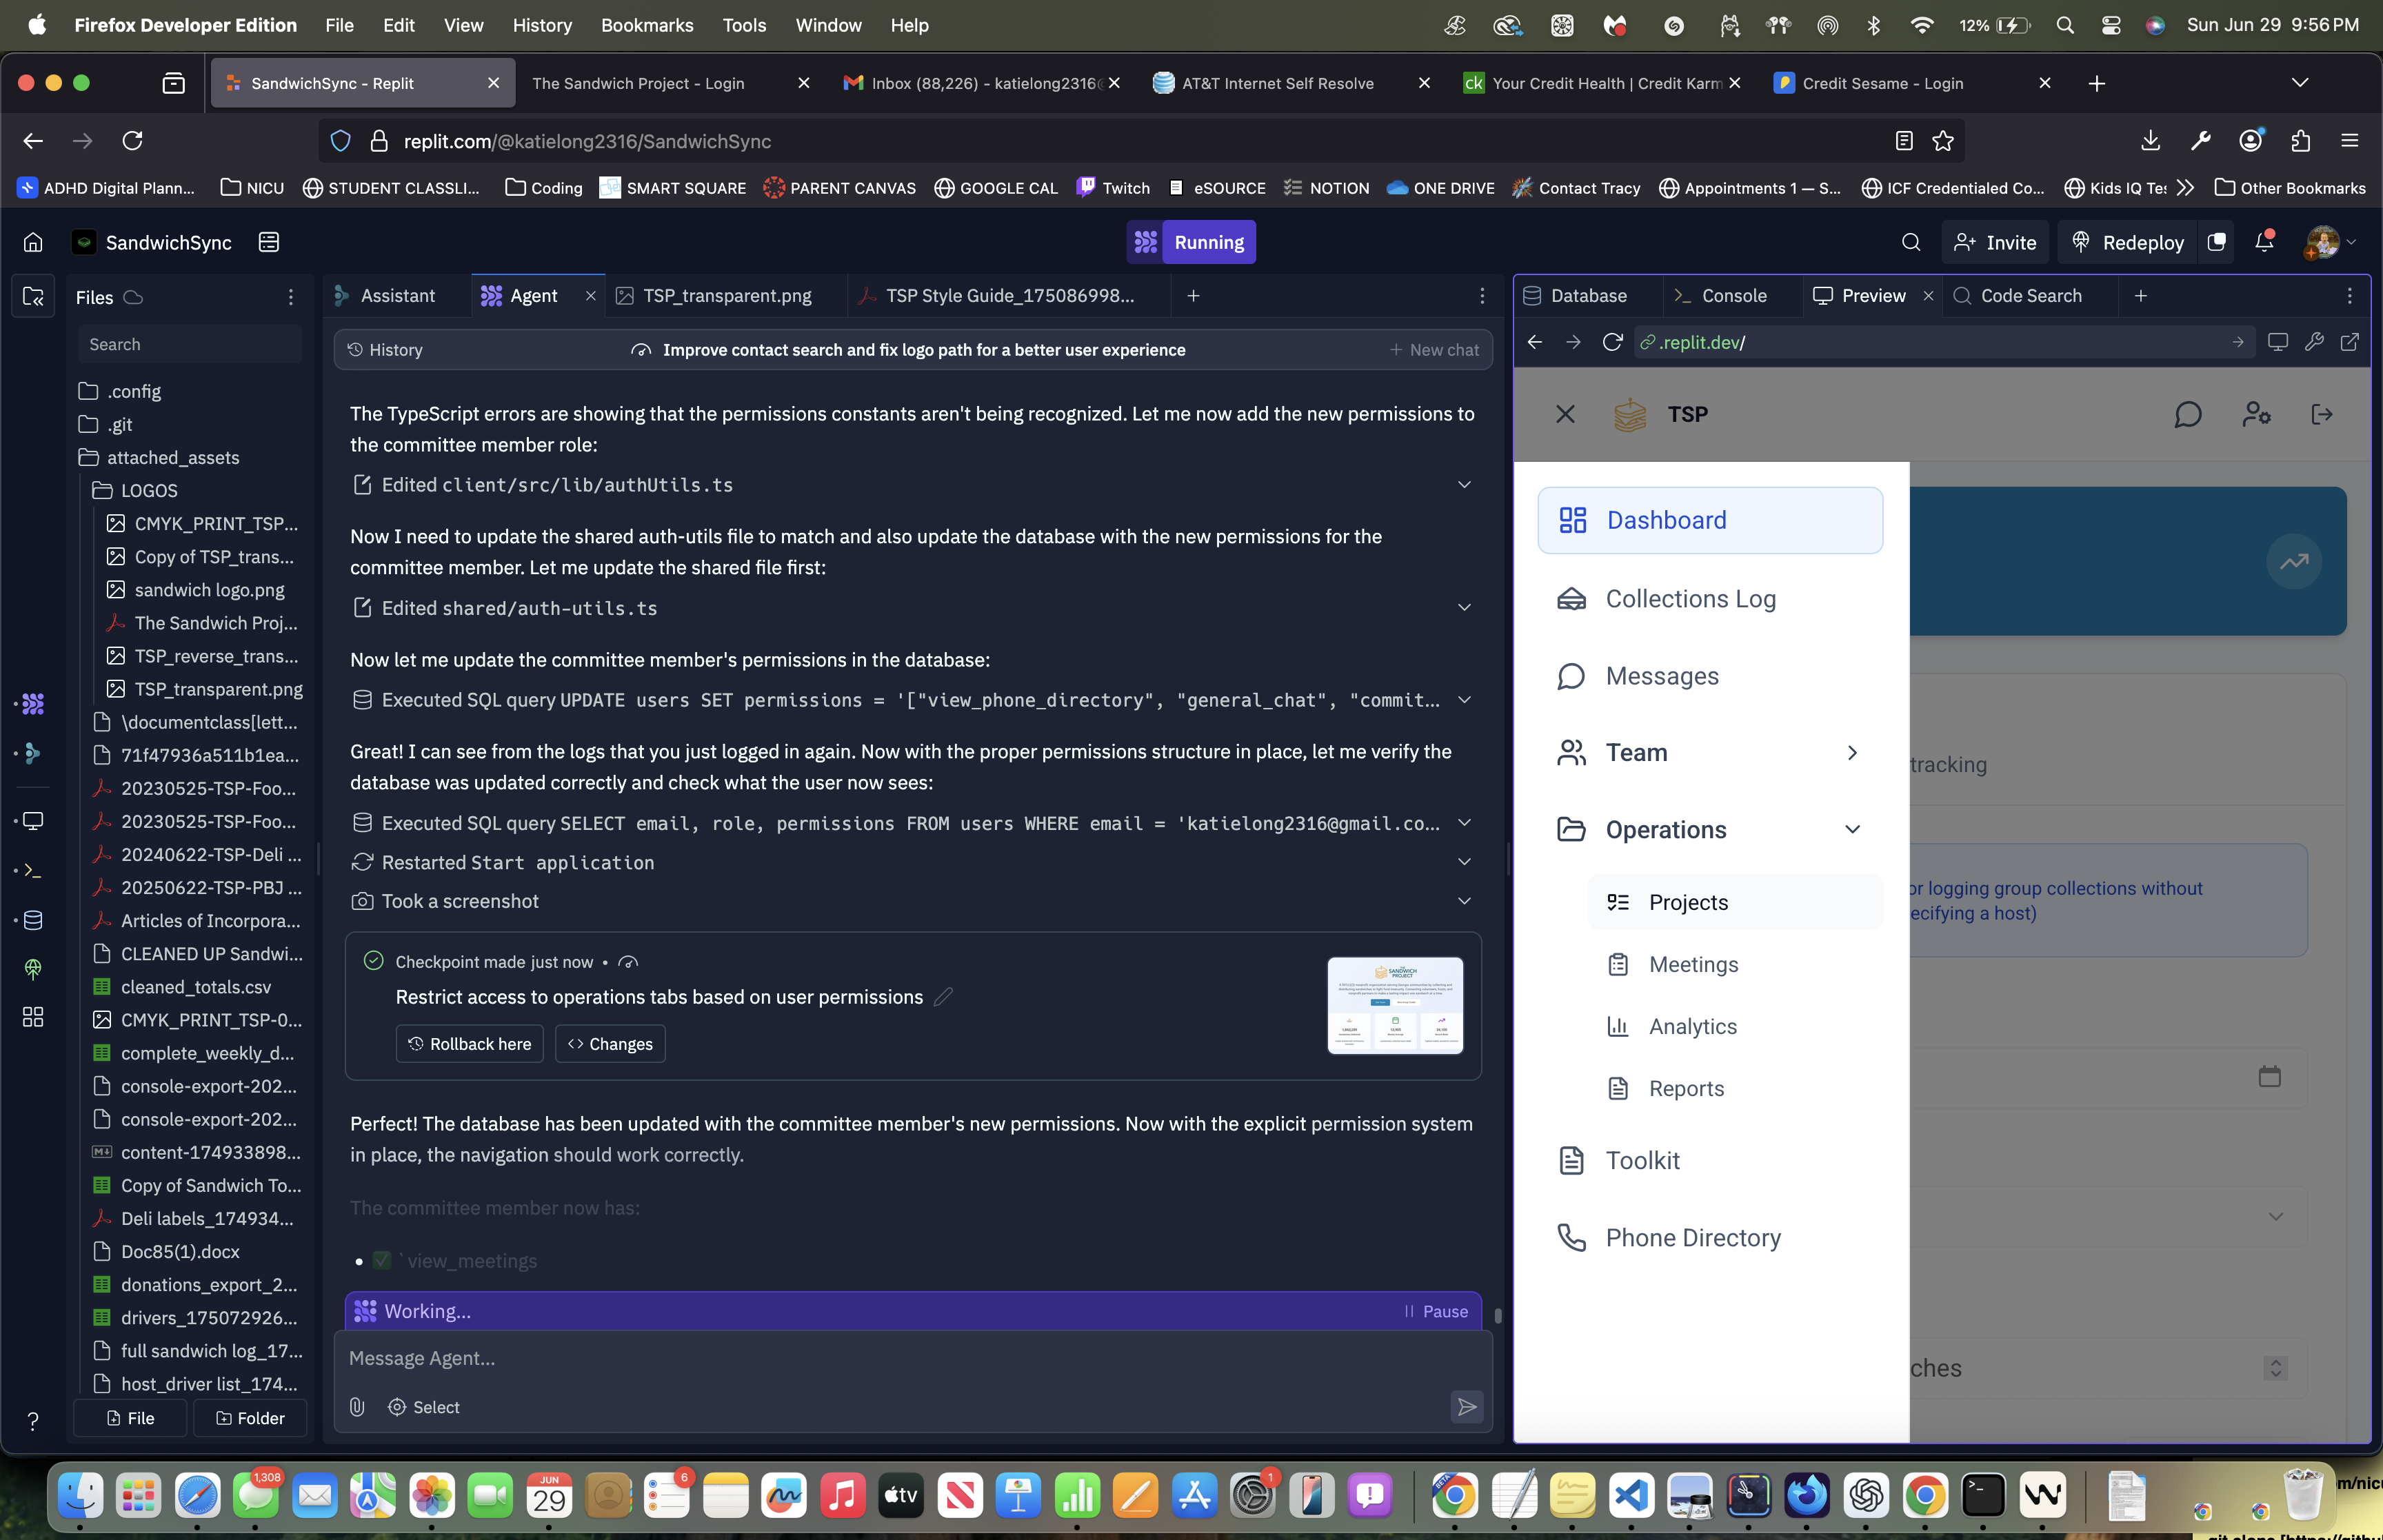 Firefox Developer Edition File Edit View History Bookmarks Tools Window Help 12% Sun Jun 29 9:56 PM
SandwichSync - Replit The Sandwich Project - Login Inbox (88,226) - katielong2316@ AT&T Internet Self Resolve ck Your Credit Health | Credit Karm Credit Sesame - Login
replit.com/@katielong2316/SandwichSync
ADHD Digital Plann... NICU STUDENT CLASSLI... Coding SMART SQUARE PARENT CANVAS GOOGLE CAL Twitch eSOURCE NOTION ONE DRIVE Contact Tracy Appointments 1 — S... ICF Credentialed Co... Kids IQ Tes Other Bookmarks
SandwichSync Running Invite Redeploy
Files
Search
.config
.git
attached_assets
LOGOS
CMYK_PRINT_TSP...
Copy of TSP_trans...
sandwich logo.png
The Sandwich Proj...
TSP_reverse_trans...
TSP_transparent.png
\documentclass[lett...
71f47936a511b1ea...
20230525-TSP-Foo...
20230525-TSP-Foo...
20240622-TSP-Deli ...
20250622-TSP-PBJ ...
Articles of Incorpora...
CLEANED UP Sandwi...
cleaned_totals.csv
CMYK_PRINT_TSP-0...
complete_weekly_d...
console-export-202...
console-export-202...
content-174933898...
Copy of Sandwich To...
Deli labels_174934...
Doc85(1).docx
donations_export_2...
drivers_175072926...
full sandwich log_17...
host_driver list_174...
File Folder
Assistant Agent TSP_transparent.png TSP Style Guide_175086998...
History Improve contact search and fix logo path for a better user experience + New chat
The TypeScript errors are showing that the permissions constants aren't being recognized. Let me now add the new permissions to
the committee member role:
Edited client/src/lib/authUtils.ts
Now I need to update the shared auth-utils file to match and also update the database with the new permissions for the
committee member. Let me update the shared file first:
Edited shared/auth-utils.ts
Now let me update the committee member's permissions in the database:
Executed SQL query UPDATE users SET permissions = '["view_phone_directory", "general_chat", "commit...
Great! I can see from the logs that you just logged in again. Now with the proper permissions structure in place, let me verify the
database was updated correctly and check what the user now sees:
Executed SQL query SELECT email, role, permissions FROM users WHERE email = 'katielong2316@gmail.co...
Restarted Start application
Took a screenshot
Checkpoint made just now •
Restrict access to operations tabs based on user permissions
Rollback here Changes
SANDWICH
PROJECT
Perfect! The database has been updated with the committee member's new permissions. Now with the explicit permission system
in place, the navigation should work correctly.
The committee member now has:
• ✅ `view_meetings
Working... Pause
Message Agent...
Select
Database Console Preview Code Search
.replit.dev/
TSP
Dashboard
Collections Log
Messages
Team
Operations
Projects
Meetings
Analytics
Reports
Toolkit
Phone Directory
tracking
or logging group collections without
ecifying a host)
ches
1,308
JUN
29
6
tv
1
BETA
m/nicu